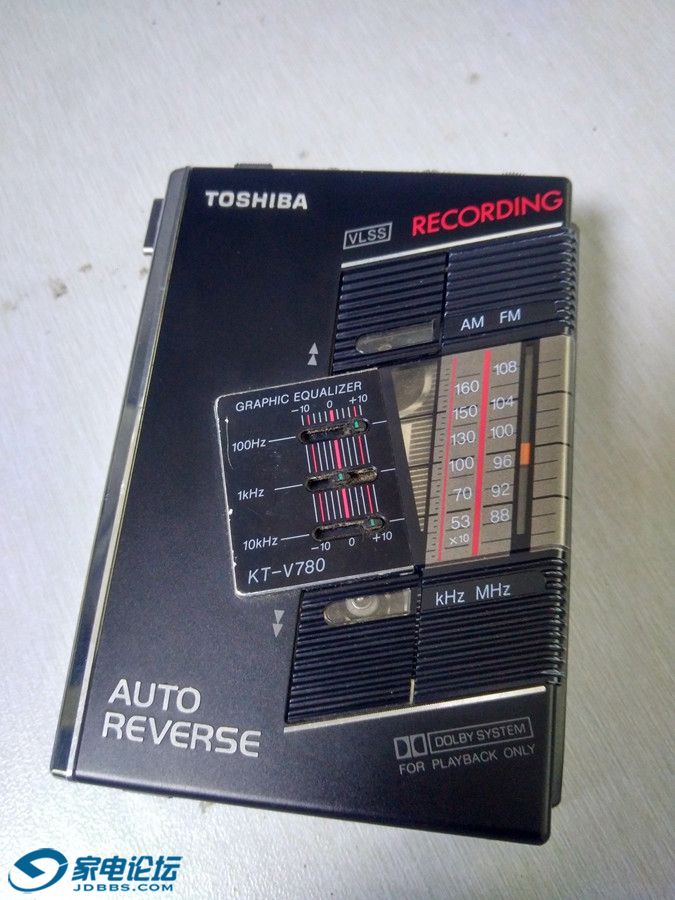 TOSHIBA
VLSS
RECORDING
AM FM
GRAPHIC EQUALIZER
-10 0 +10
100Hz
1kHz
10kHz
-10 0 +10
KT-V780
160 108
150 104
130 100
100 96
70 92
53 88
x10
kHz MHz
AUTO
REVERSE
DOLBY SYSTEM
FOR PLAYBACK ONLY
家电论坛
JDBBS.COM